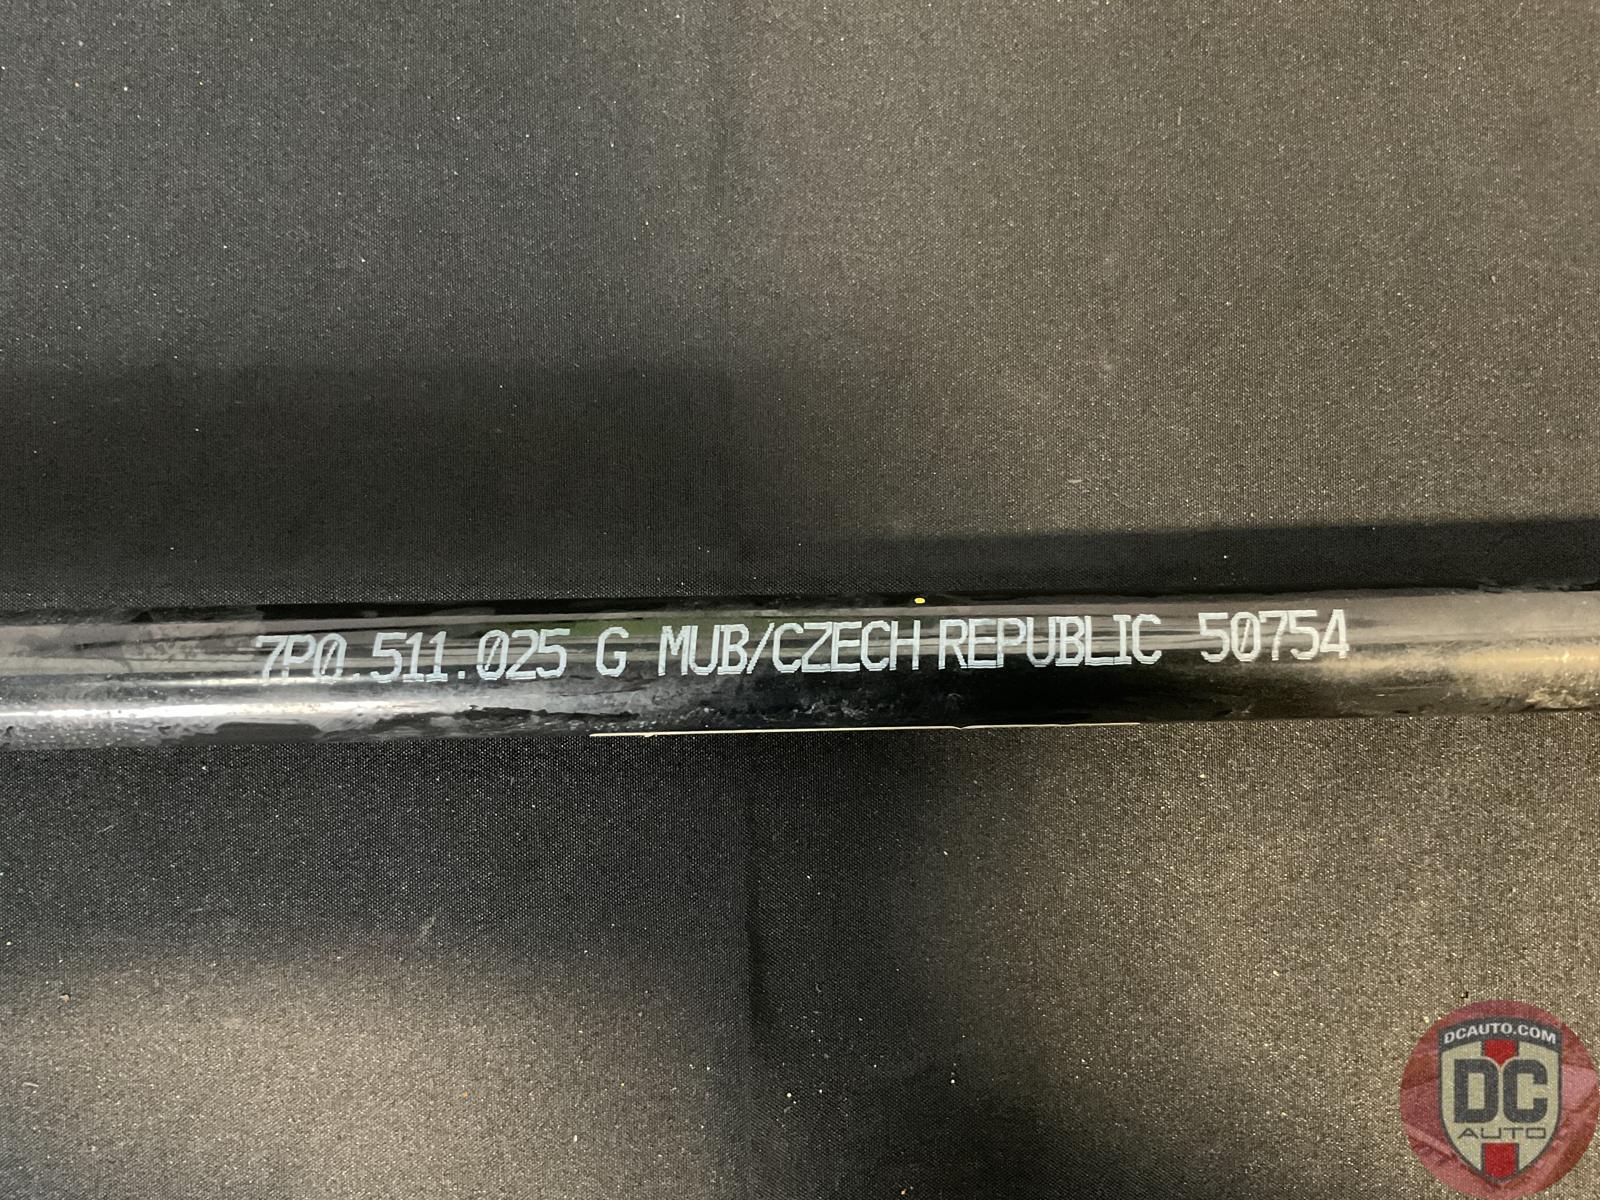 7P0.511.025 G MUB/CZECH REPUBLIC 50754
DCAUTO.COM
DC
AUTO